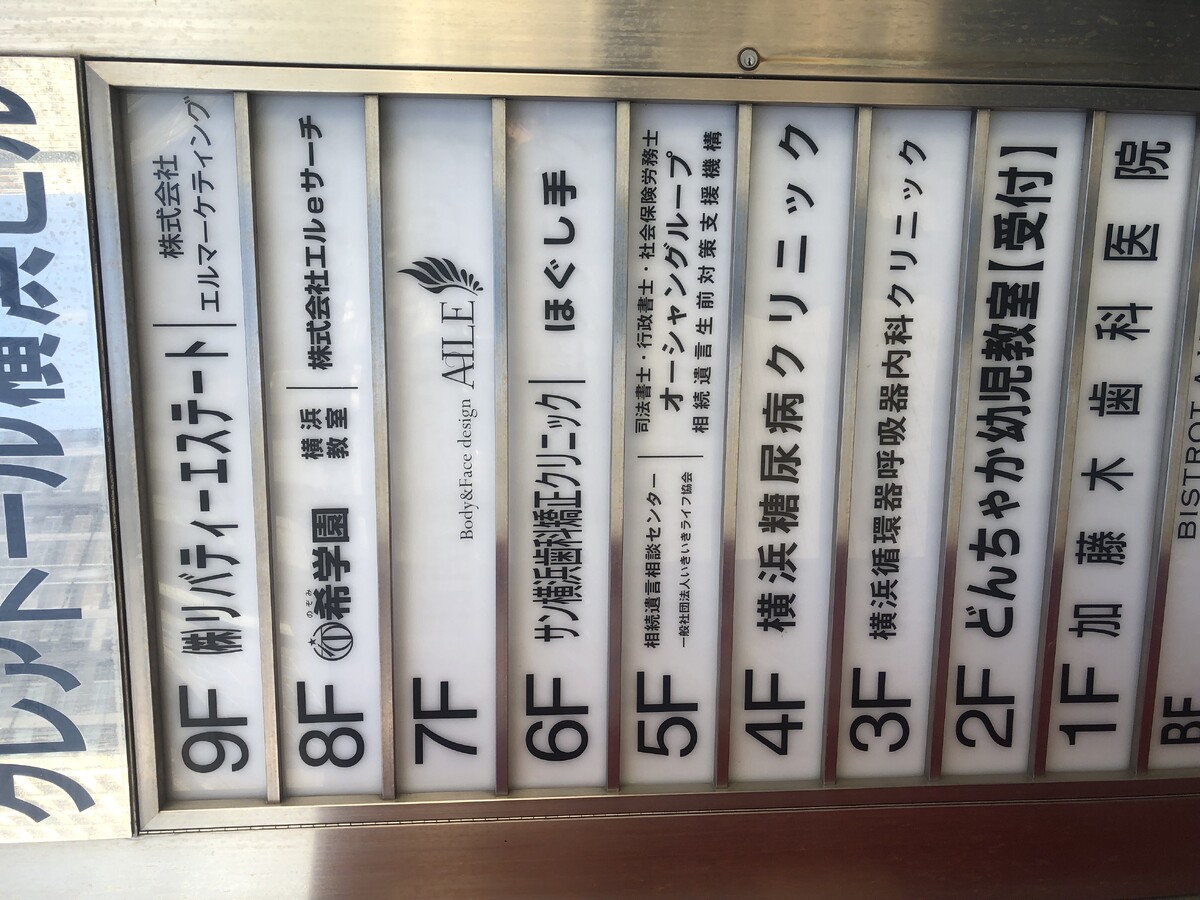 9F ㈱リバティーエステート
株式会社
エルマーケティング
8F のぞみ
希学園
横浜
教室
株式会社エルeサーチ
7F Body&Face design AILE
6F サン横浜歯科矯正クリニック ほぐし手
5F 相続遺言相談センター
一般社団法人いきいきライフ協会
司法書士・行政書士・社会保険労務士
オーシャングループ
相続遺言生前対策支援機構
4F 横浜糖尿病クリニック
3F 横浜循環器呼吸器内科クリニック
2F どんちゃか幼児教室【受付】
1F 加藤木歯科医院
BF BISTROT